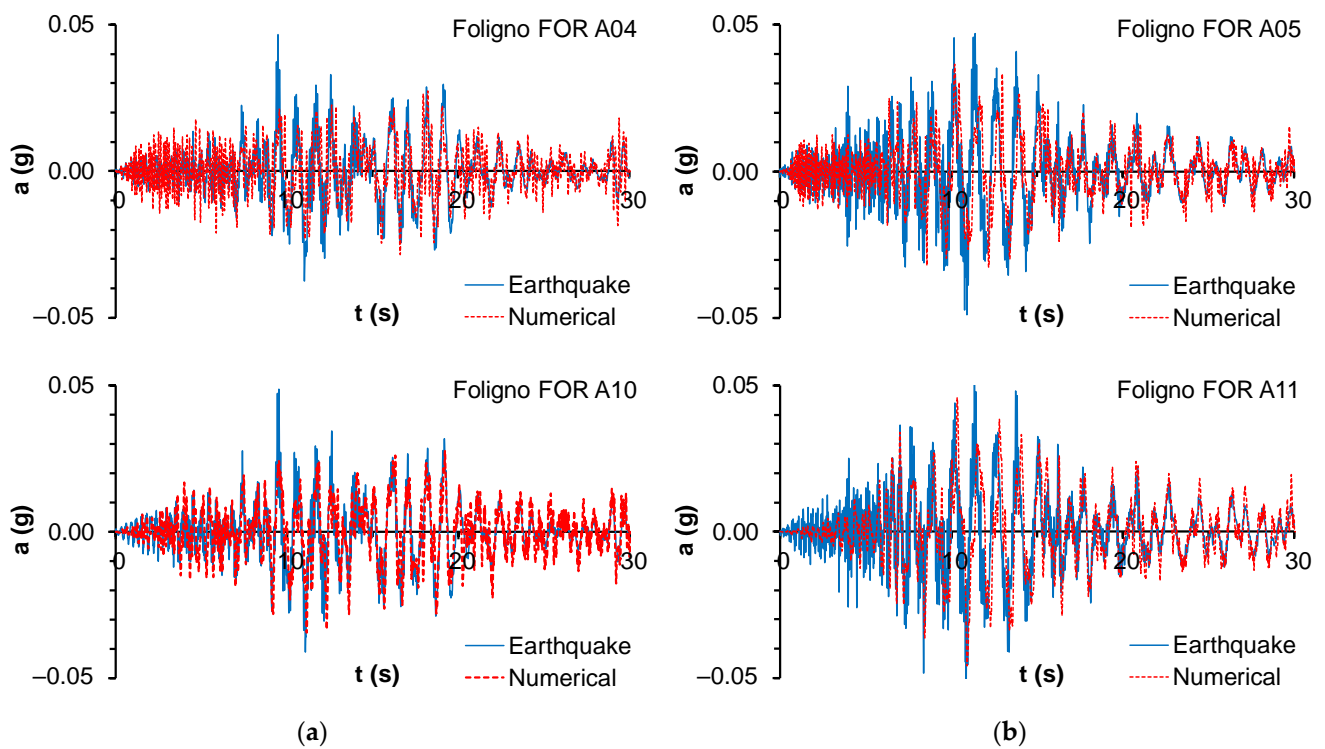 Foligno FOR A04
0.05
0.00
–0.05
a (g)
0
10
20
30
t (s)
Earthquake
Numerical
Foligno FOR A05
0.05
0.00
–0.05
a (g)
0
10
20
30
t (s)
Earthquake
Numerical
Foligno FOR A10
0.05
0.00
–0.05
a (g)
0
10
20
30
t (s)
Earthquake
Numerical
Foligno FOR A11
0.05
0.00
–0.05
a (g)
0
10
20
30
t (s)
Earthquake
Numerical
(a)
(b)